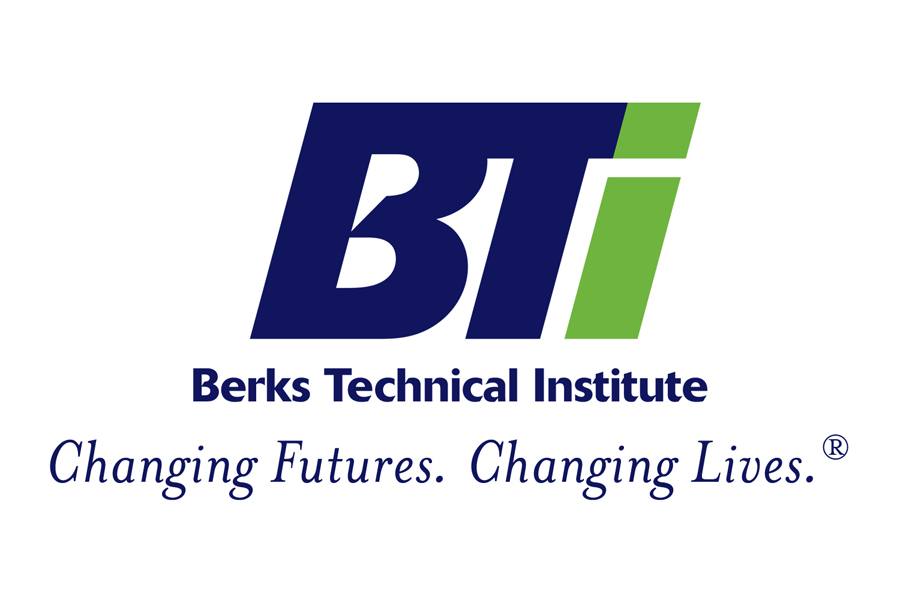 BTi
Berks Technical Institute
Changing Futures. Changing Lives.®